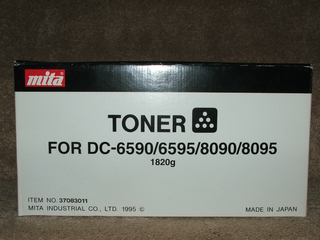 mita
TONER
FOR DC-6590/6595/8090/8095
1820g
ITEM NO. 37083011
MITA INDUSTRIAL CO., LTD. 1995 © MADE IN JAPAN